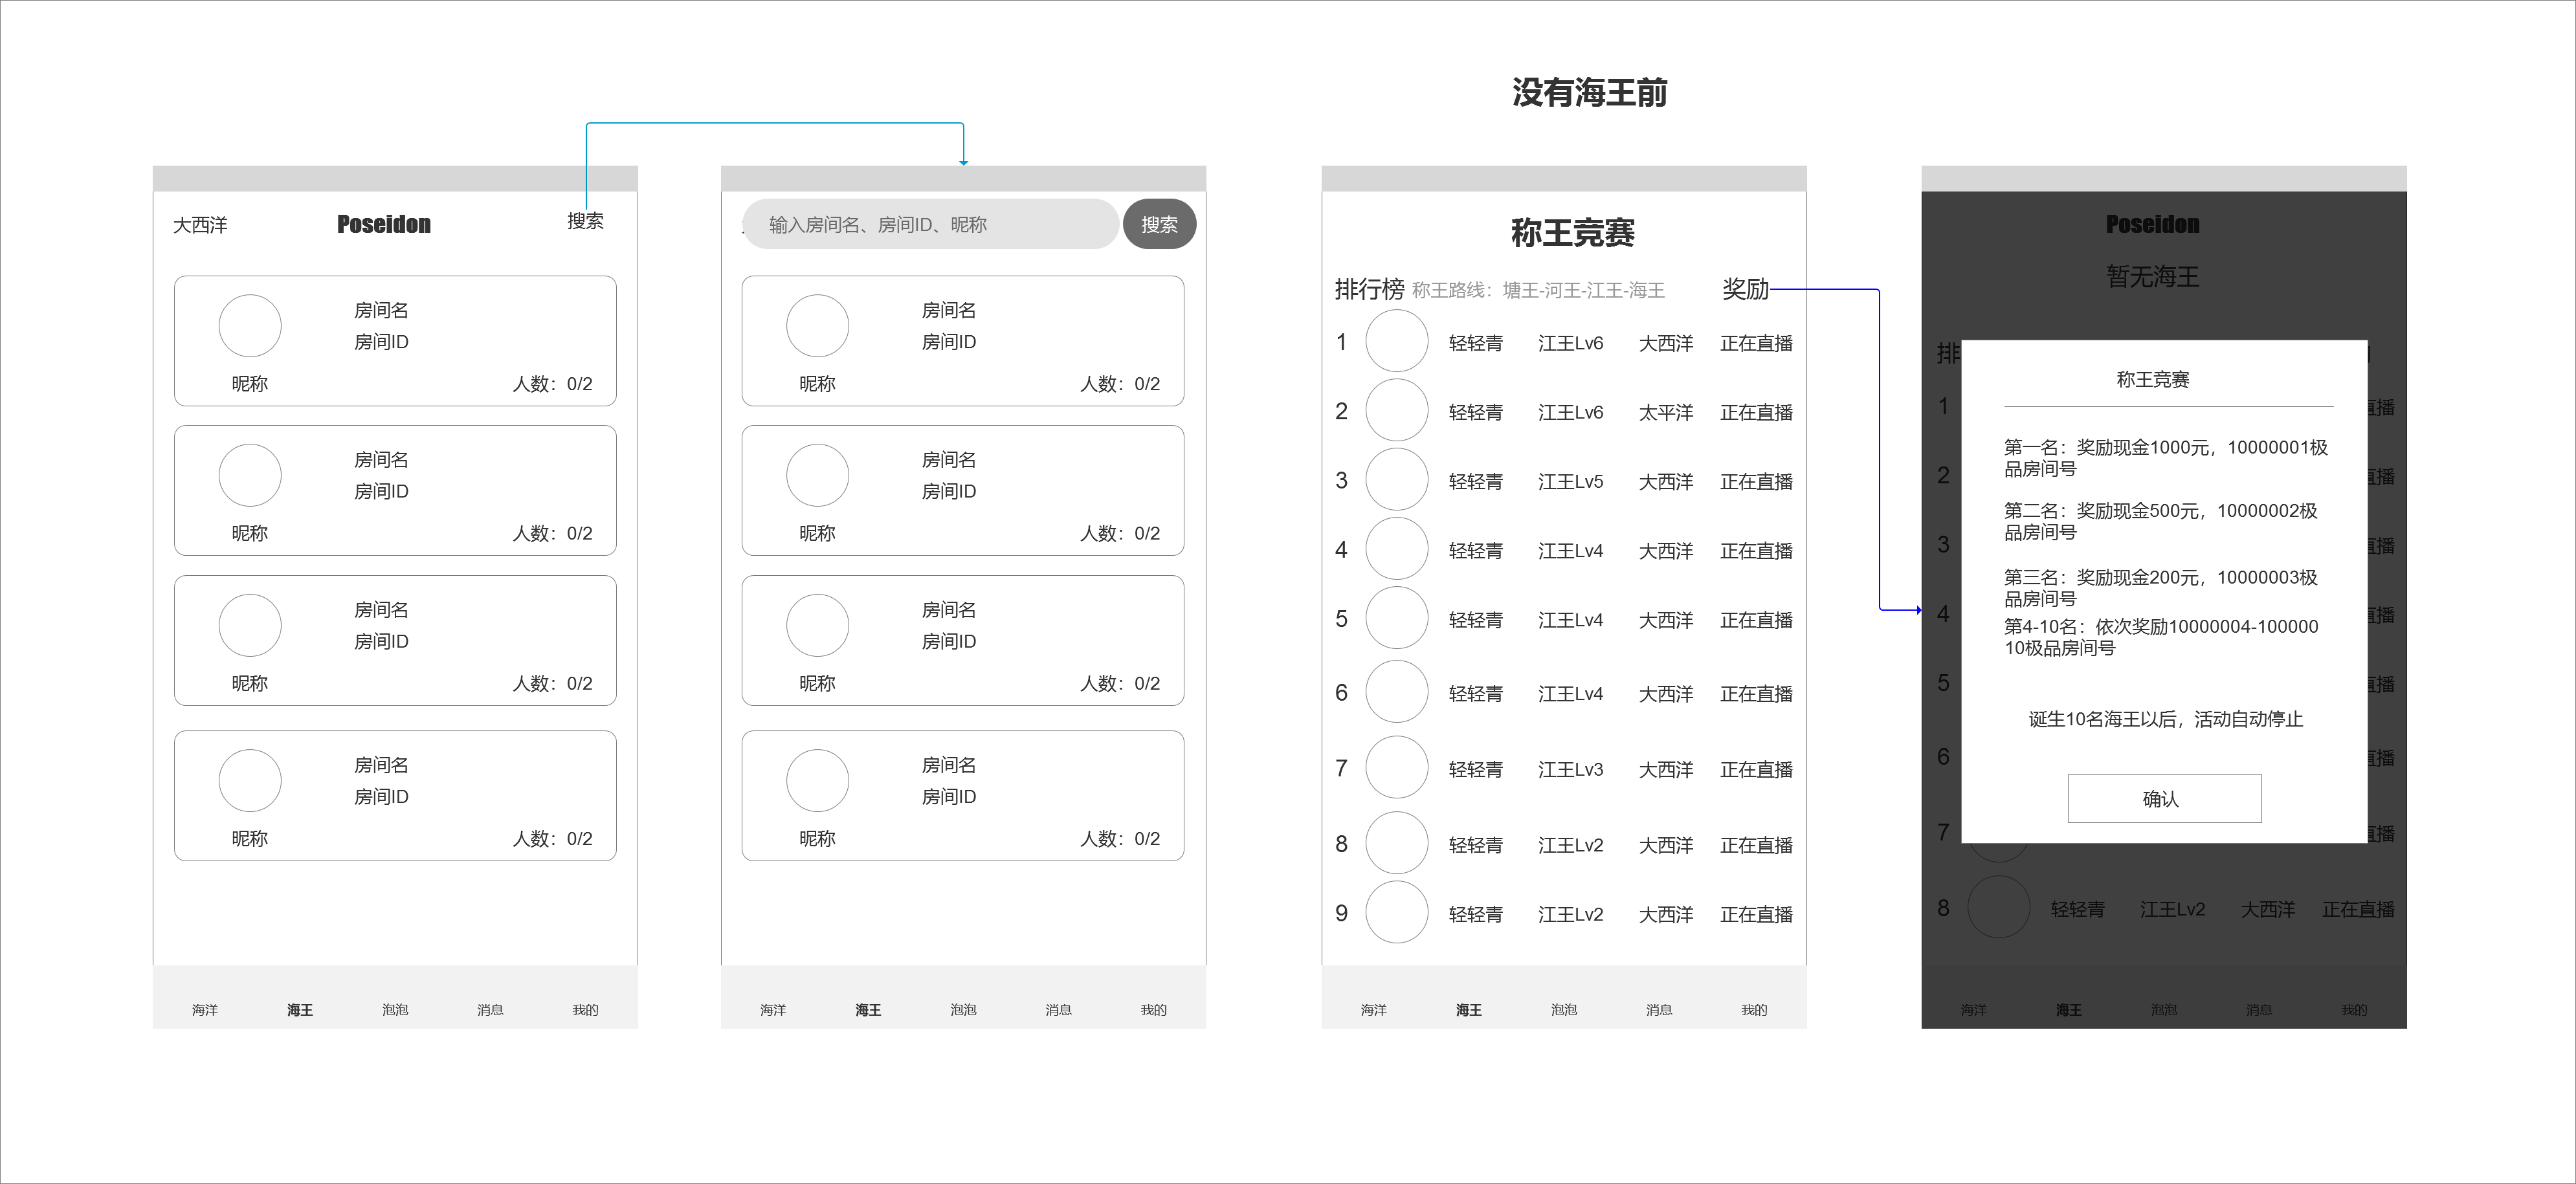 没有海王前
大西洋
Poseidon
搜索
房间名
房间ID
昵称
人数：0/2
房间名
房间ID
昵称
人数：0/2
房间名
房间ID
昵称
人数：0/2
房间名
房间ID
昵称
人数：0/2
海洋
海王
泡泡
消息
我的
输入房间名、房间ID、昵称
搜索
房间名
房间ID
昵称
人数：0/2
房间名
房间ID
昵称
人数：0/2
房间名
房间ID
昵称
人数：0/2
房间名
房间ID
昵称
人数：0/2
海洋
海王
泡泡
消息
我的
称王竞赛
排行榜 称王路线：塘王-河王-江王-海王 奖励
1 轻轻青 江王Lv6 大西洋 正在直播
2 轻轻青 江王Lv6 太平洋 正在直播
3 轻轻青 江王Lv5 大西洋 正在直播
4 轻轻青 江王Lv4 大西洋 正在直播
5 轻轻青 江王Lv4 大西洋 正在直播
6 轻轻青 江王Lv4 大西洋 正在直播
7 轻轻青 江王Lv3 大西洋 正在直播
8 轻轻青 江王Lv2 大西洋 正在直播
9 轻轻青 江王Lv2 大西洋 正在直播
海洋
海王
泡泡
消息
我的
Poseidon
暂无海王
排
称王竞赛
第一名：奖励现金1000元，10000001极
品房间号
第二名：奖励现金500元，10000002极
品房间号
第三名：奖励现金200元，10000003极
品房间号
第4-10名：依次奖励10000004-100000
10极品房间号
诞生10名海王以后，活动自动停止
确认
1 直播
2 直播
3 直播
4 直播
5 直播
6 直播
7 直播
8 轻轻青 江王Lv2 大西洋 正在直播
海洋
海王
泡泡
消息
我的